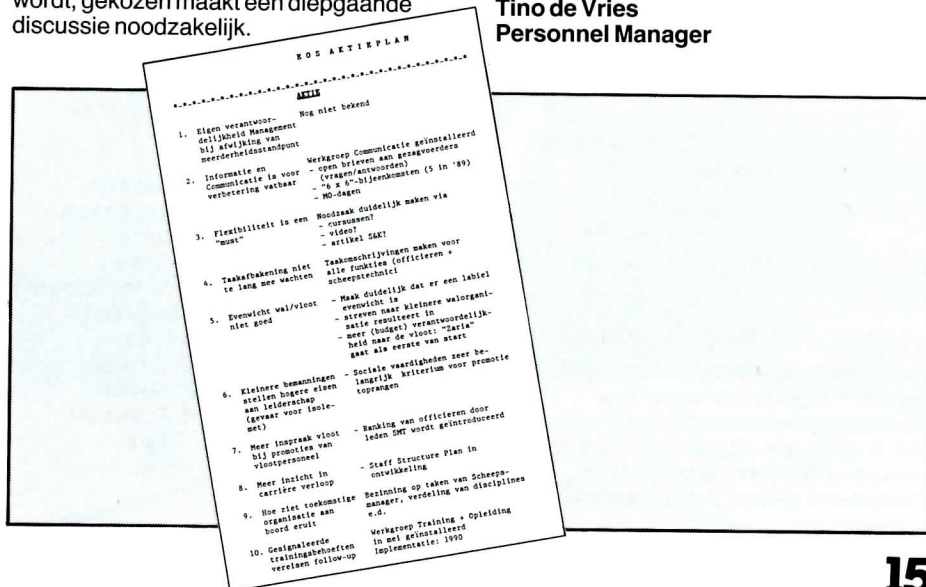 wordt, gekozen maakt een diepgaande
discussie noodzakelijk.
Tino de Vries
Personnel Manager
EOS AKTIEPLAN
*-*-*-*-*-*-*-*-*-*-*-*-*-*-*-*-*-*-*-*-*-*-*-*-*
AKTIE
1. Eigen verantwoor- Nog niet bekend
delijkheid Management
bij afwijking van
meerderheidsstandpunt
2. Informatie en Werkgroep Communicatie geïnstalleerd
Communicatie is voor - open brieven aan gezagvoerders
verbetering vatbaar (vragen/antwoorden)
- "6 x 6"-bijeenkomsten (5 in '89)
- MO-dagen
3. Flexibiliteit is een Noodzaak duidelijk maken via
"must" - cursussen?
- video?
- artikel S&K?
4. Taakafbakening niet Taakomschrijvingen maken voor
te lang mee wachten alle funkties (officieren +
scheepstechnici
5. Evenwicht wal/vloot - Maak duidelijk dat er een labiel
niet goed evenwicht is
- streven naar kleinere walorgani-
satie resulteert in
- meer (budget) verantwoordelijk-
heid naar de vloot: "Zaria"
gaat als eerste van start
6. Kleinere bemanningen - Sociale vaardigheden zeer be-
stellen hogere eisen langrijk kriterium voor promotie
aan leiderschap toprangen
(gevaar voor isole-
met)
7. Meer inspraak vloot - Ranking van officieren door
bij promoties van leden SMT wordt geïntroduceerd
vlootpersoneel
8. Meer inzicht in - Staff Structure Plan in
carrière verloop ontwikkeling
9. Hoe ziet toekomstige Bezinning op taken van Scheeps-
organisatie aan manager, verdeling van disciplines
boord eruit e.d.
10. Gesignaleerde Werkgroep Training + Opleiding
trainingsbehoeften in mei geïnstalleerd
vereisen follow-up Implementatie: 1990
15